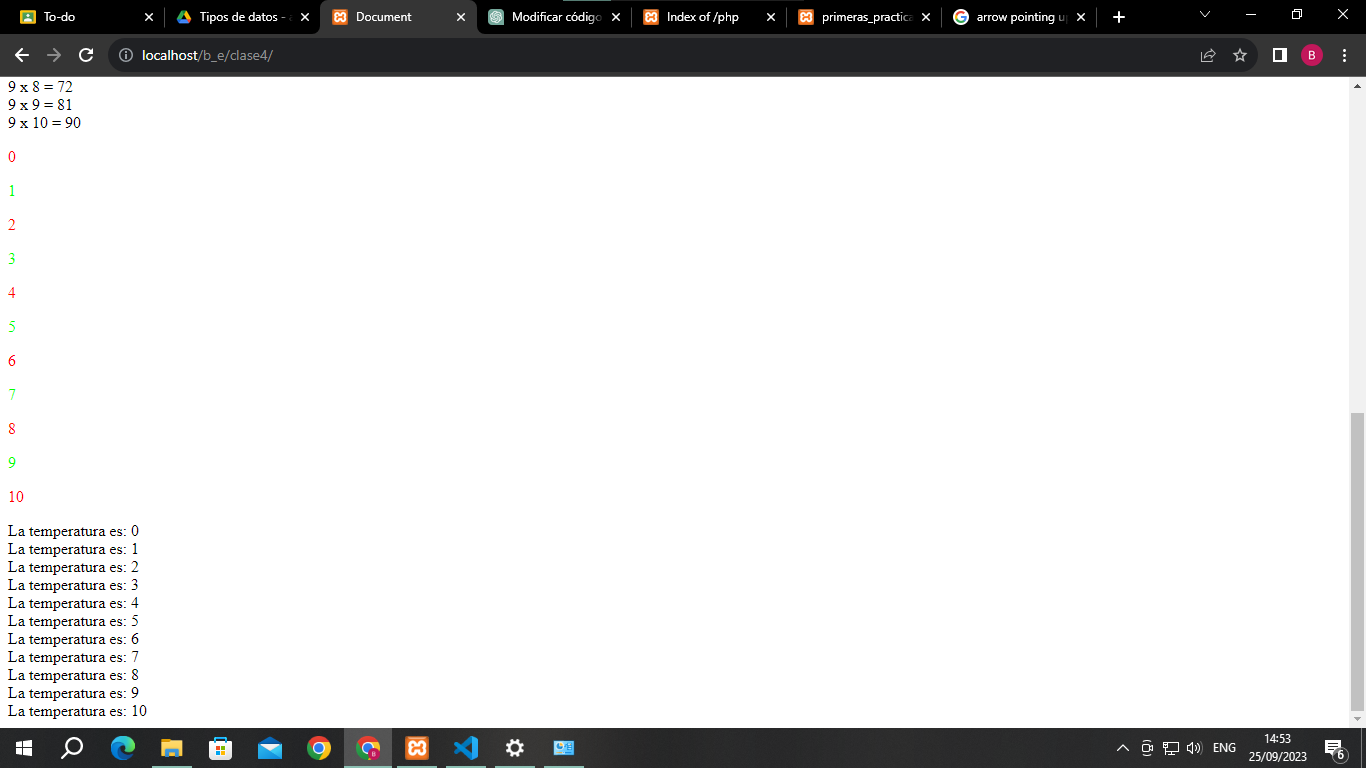 To-do
Tipos de datos - a
Document
Modificar código
Index of /php
primeras_practica
arrow pointing up
localhost/b_e/clase4/
B
9 x 8 = 72
9 x 9 = 81
9 x 10 = 90
0
1
2
3
4
5
6
7
8
9
10
La temperatura es: 0
La temperatura es: 1
La temperatura es: 2
La temperatura es: 3
La temperatura es: 4
La temperatura es: 5
La temperatura es: 6
La temperatura es: 7
La temperatura es: 8
La temperatura es: 9
La temperatura es: 10
B
ENG
14:53
25/09/2023
6